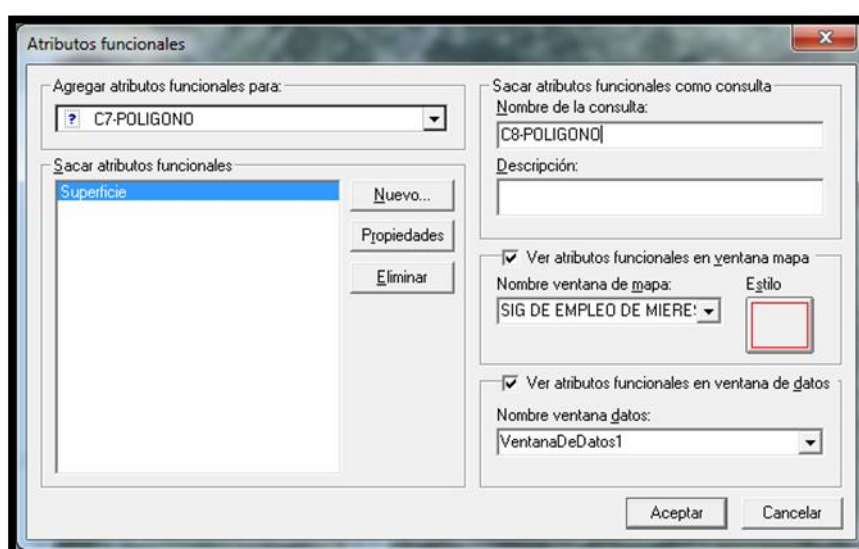 Atributos funcionales
Agregar atributos funcionales para:
? C7-POLIGONO
Sacar atributos funcionales
Superficie
Nuevo...
Propiedades
Eliminar
Sacar atributos funcionales como consulta
Nombre de la consulta:
C8-POLIGONO
Descripción:
Ver atributos funcionales en ventana mapa
Nombre ventana de mapa:
Estilo
SIG DE EMPLEO DE MIERES
Ver atributos funcionales en ventana de datos
Nombre ventana datos:
VentanaDeDatos1
Aceptar
Cancelar